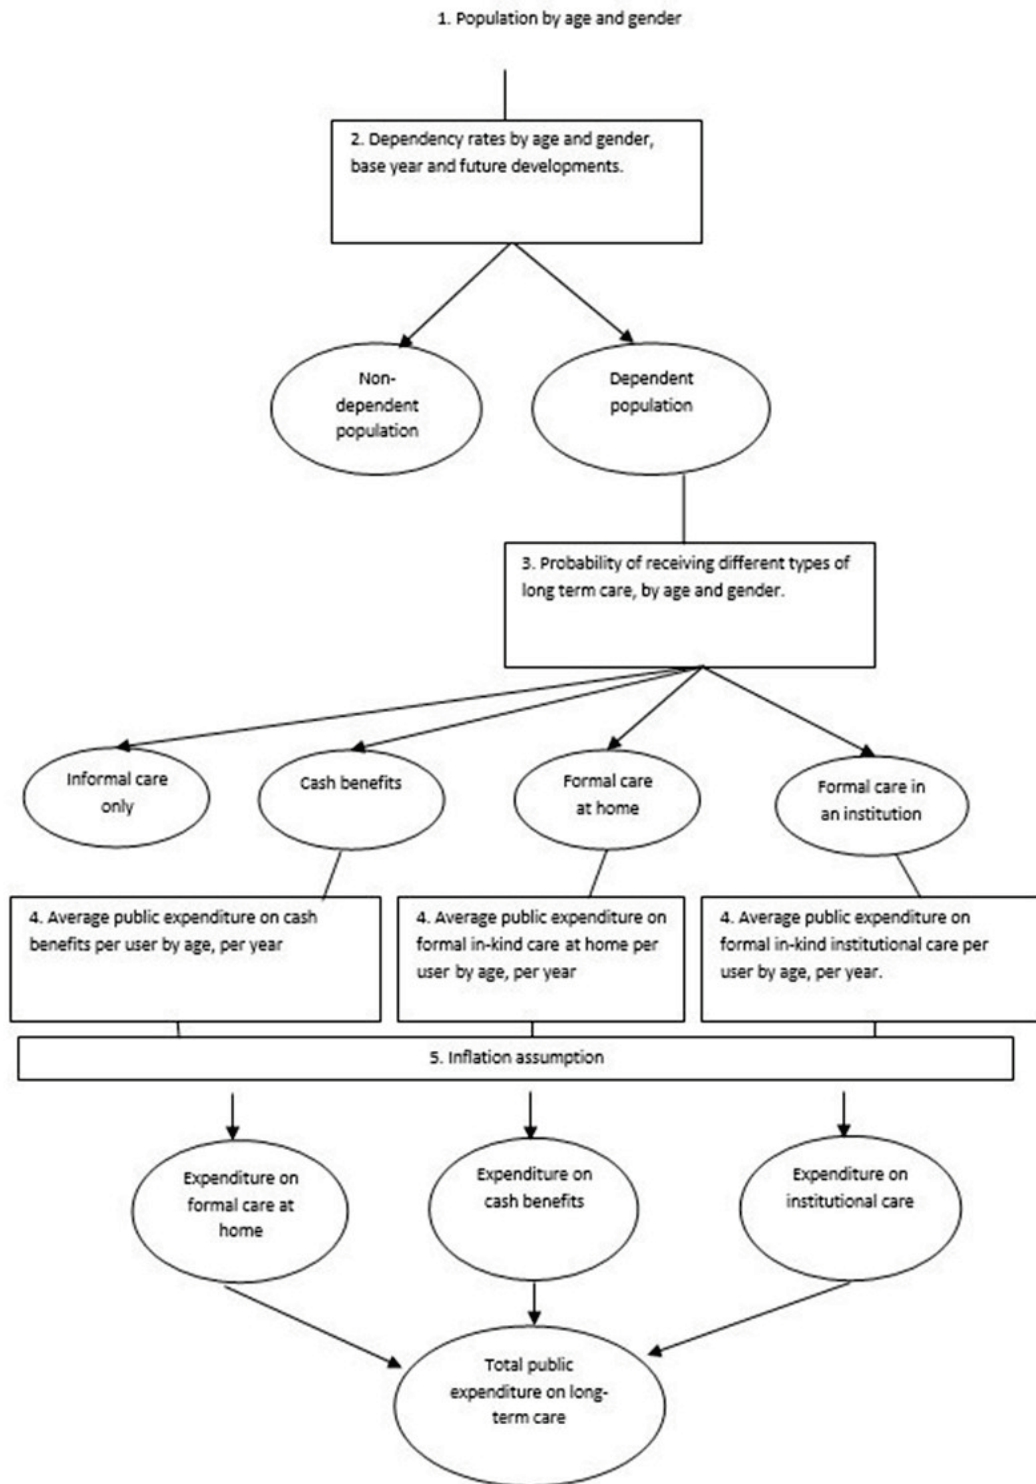 1. Population by age and gender
2. Dependency rates by age and gender,
base year and future developments.
Non-
dependent
population
Dependent
population
3. Probability of receiving different types of
long term care, by age and gender.
Informal care
only
Cash benefits
Formal care
at home
Formal care in
an institution
4. Average public expenditure on cash
benefits per user by age, per year
4. Average public expenditure on
formal in-kind care at home per
user by age, per year
4. Average public expenditure on
formal in-kind institutional care per
user by age, per year.
5. Inflation assumption
Expenditure on
formal care at
home
Expenditure on
cash benefits
Expenditure on
institutional care
Total public
expenditure on long-
term care